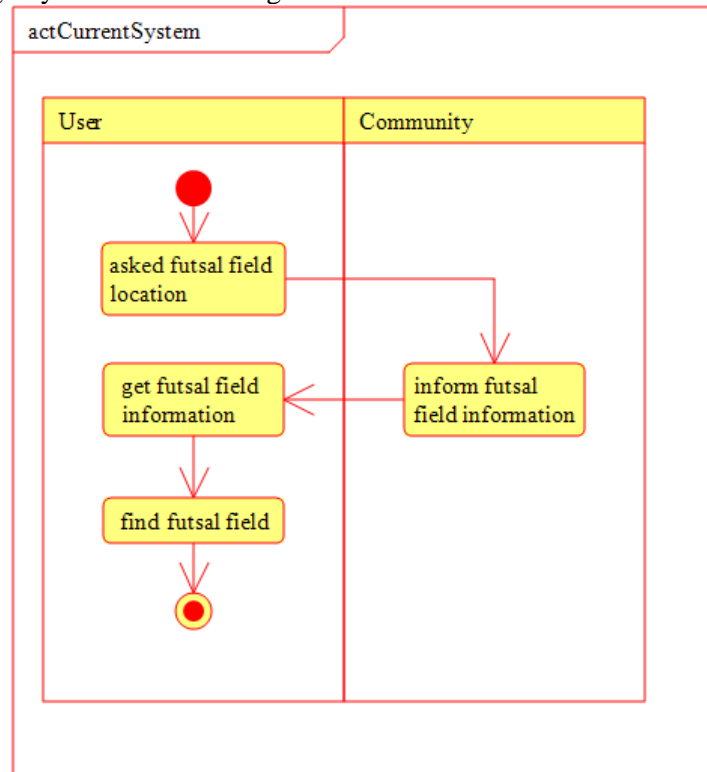 actCurrentSystem
User
Community
asked futsal field
location
get futsal field
information
inform futsal
field information
find futsal field